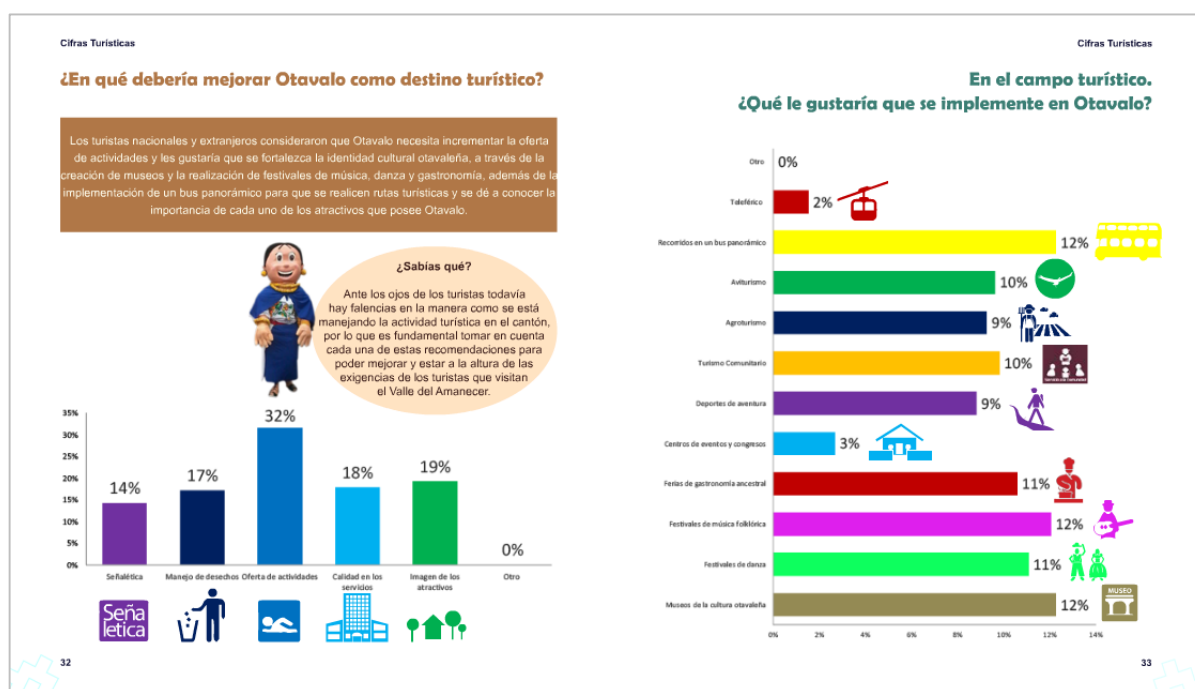 Cifras Turísticas
¿En qué debería mejorar Otavalo como destino turístico?
Los turistas nacionales y extranjeros consideraron que Otavalo necesita incrementar la oferta
de actividades y les gustaría que se fortalezca la identidad cultural otavaleña, a través de la
creación de museos y la realización de festivales de música, danza y gastronomía, además de la
implementación de un bus panorámico para que se realicen rutas turísticas y se dé a conocer la
importancia de cada uno de los atractivos que posee Otavalo.
¿Sabías qué?
Ante los ojos de los turistas todavía
hay falencias en la manera como se está
manejando la actividad turística en el cantón,
por lo que es fundamental tomar en cuenta
cada una de estas recomendaciones para
poder mejorar y estar a la altura de las
exigencias de los turistas que visitan
el Valle del Amanecer.
35%
30%
25%
20%
15%
10%
5%
0%
14%
17%
32%
18%
19%
0%
Señalética
Manejo de desechos
Oferta de actividades
Calidad en los
servicios
Imagen de los
atractivos
Otro
Seña
letica
32
Cifras Turísticas
En el campo turístico.
¿Qué le gustaría que se implemente en Otavalo?
Otro 0%
Teleférico 2%
Recorridos en un bus panorámico 12%
Aviturismo 10%
Agroturismo 9%
Turismo Comunitario 10%
Deportes de aventura 9%
Centros de eventos y congresos 3%
Ferias de gastronomía ancestral 11%
Festivales de música folklórica 12%
Festivales de danza 11%
Museos de la cultura otavaleña 12%
MUSEO
0% 2% 4% 6% 8% 10% 12% 14%
33